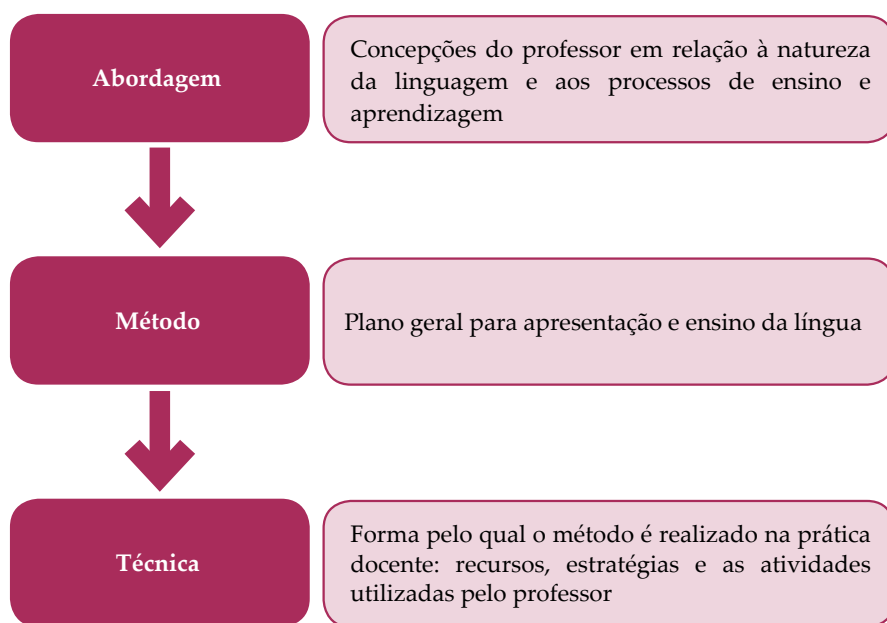 Abordagem
Concepções do professor em relação à natureza
da linguagem e aos processos de ensino e
aprendizagem
Método
Plano geral para apresentação e ensino da língua
Técnica
Forma pelo qual o método é realizado na prática
docente: recursos, estratégias e as atividades
utilizadas pelo professor